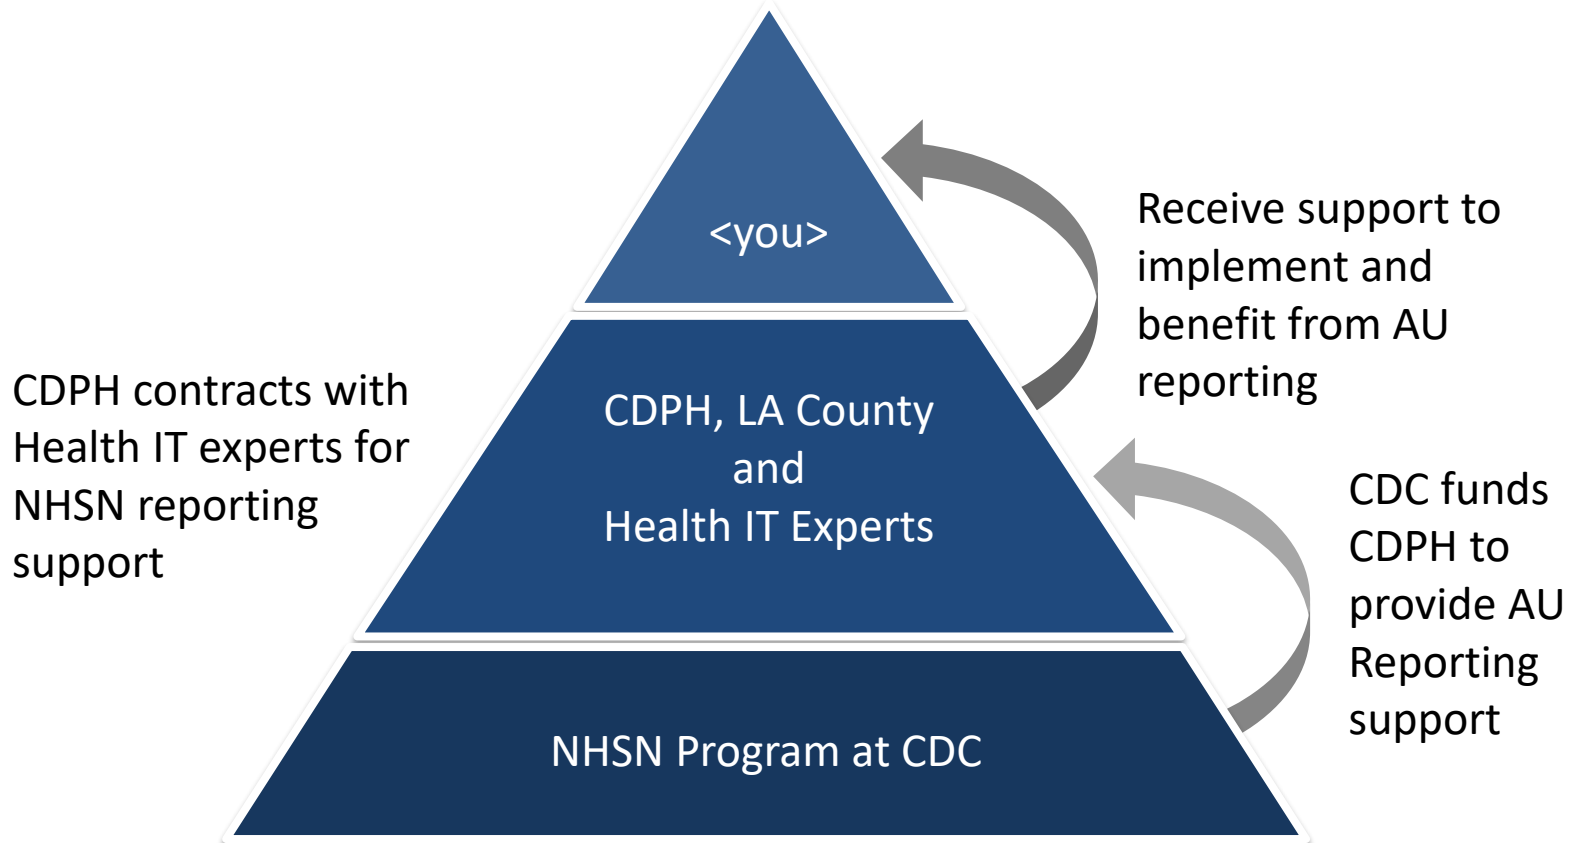 <you>
Receive support to
implement and
benefit from AU
reporting
CDPH contracts with
Health IT experts for
NHSN reporting
support
CDPH, LA County
and
Health IT Experts
CDC funds
CDPH to
provide AU
Reporting
support
NHSN Program at CDC